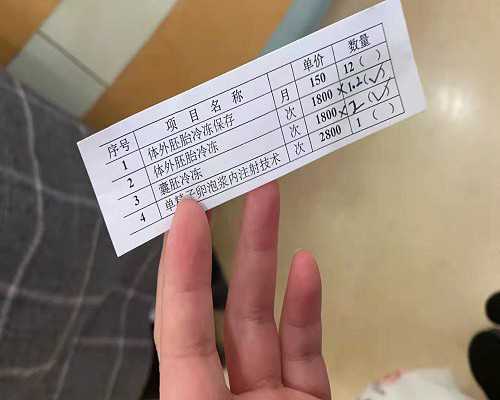 序号 项目名称 单价 数量
1 体外胚胎冷冻保存 月 150 12 ( )
2 体外胚胎冷冻 次 1800 ×1.2 (✓)
3 囊胚冷冻 次 1800 ×2 (✓)
4 单精子卵泡浆内注射技术 次 2800 1 ( )